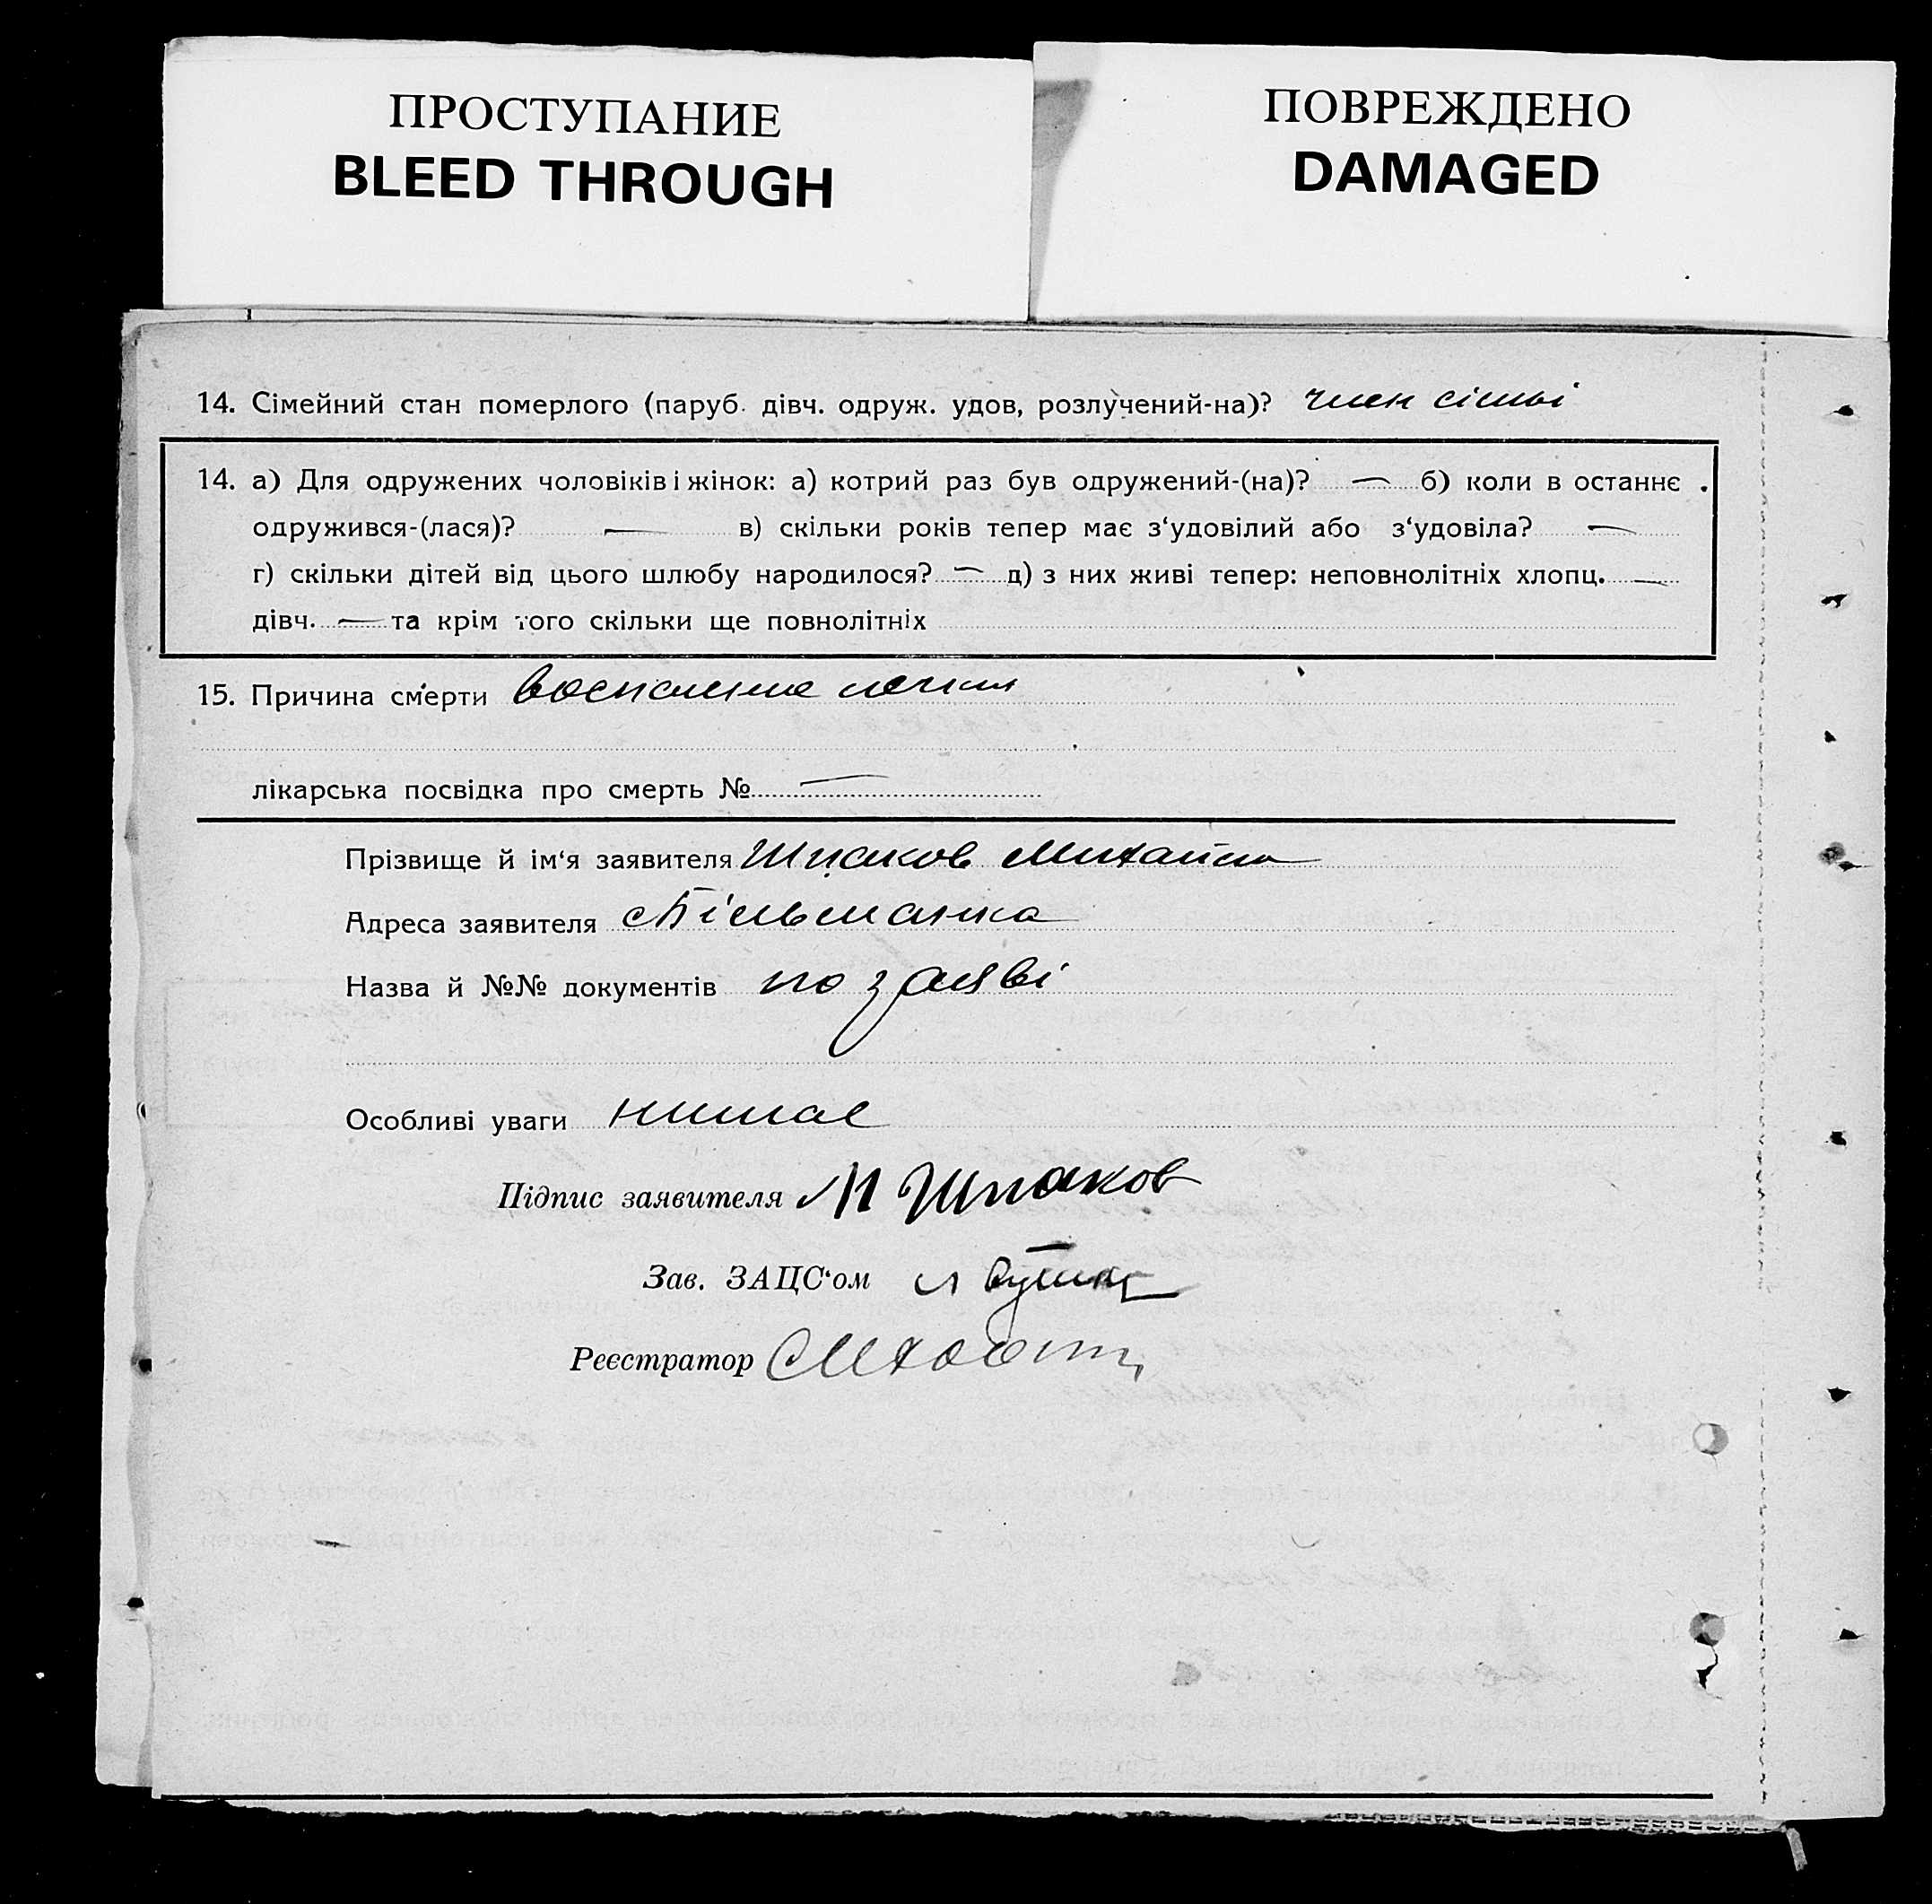 ПРОСТУПАНИЕ
BLEED THROUGH
ПОВРЕЖДЕНО
DAMAGED
14. Сімейний стан померлого (паруб. дівч. одруж. удов, розлучений-на)? член сімьі
14. а) Для одружених чоловіків і жінок: а) котрий раз був одружений-(на)? — б) коли в останнє
одружився-(лася)? — в) скільки років тепер має з‘удовілий або з‘удовіла? —
г) скільки дітей від цього шлюбу народилося? — д) з них живі тепер: неповнолітніх хлопц. —
дівч. — та крім того скільки ще повнолітніх
15. Причина смерти воспаление
лікарська посвідка про смерть № —
Прізвище й ім‘я заявителя Шпаков Михайло
Адреса заявителя Більманка
Назва й №№ документів по заяві
Особливі уваги немає
Підпис заявителя М Шпаков
Зав. ЗАЦС‘ом
Реєстратор